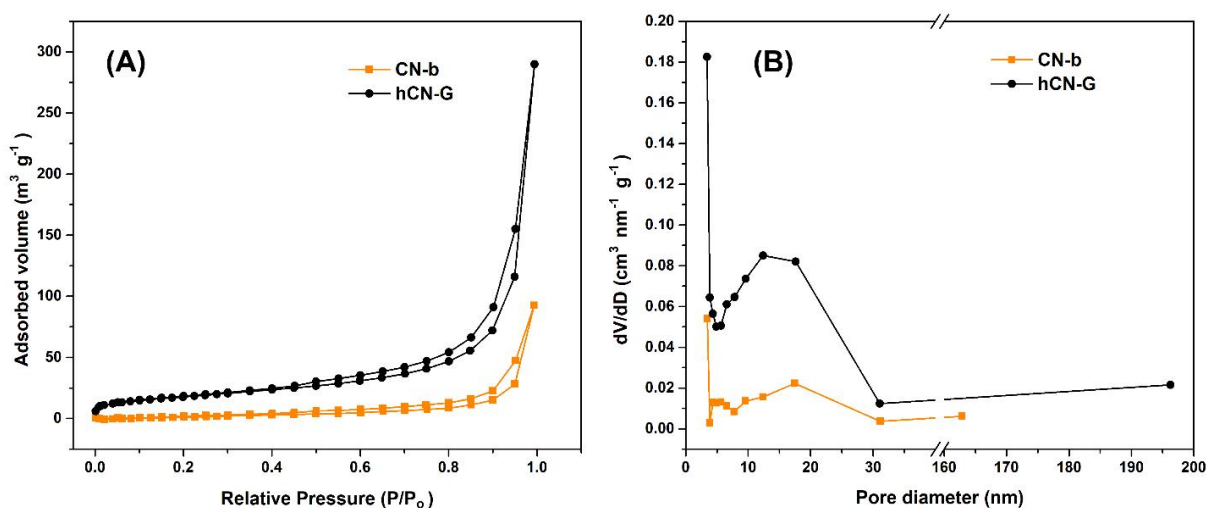 (A)
CN-b
hCN-G
300
250
200
150
100
50
0
Adsorbed volume (m³ g⁻¹)
0.0 0.2 0.4 0.6 0.8 1.0
Relative Pressure (P/P₀)
(B)
CN-b
hCN-G
0.20
0.18
0.16
0.14
0.12
0.10
0.08
0.06
0.04
0.02
0.00
dV/dD (cm³ nm⁻¹ g⁻¹)
0 10 20 30 160 170 180 190 200
Pore diameter (nm)